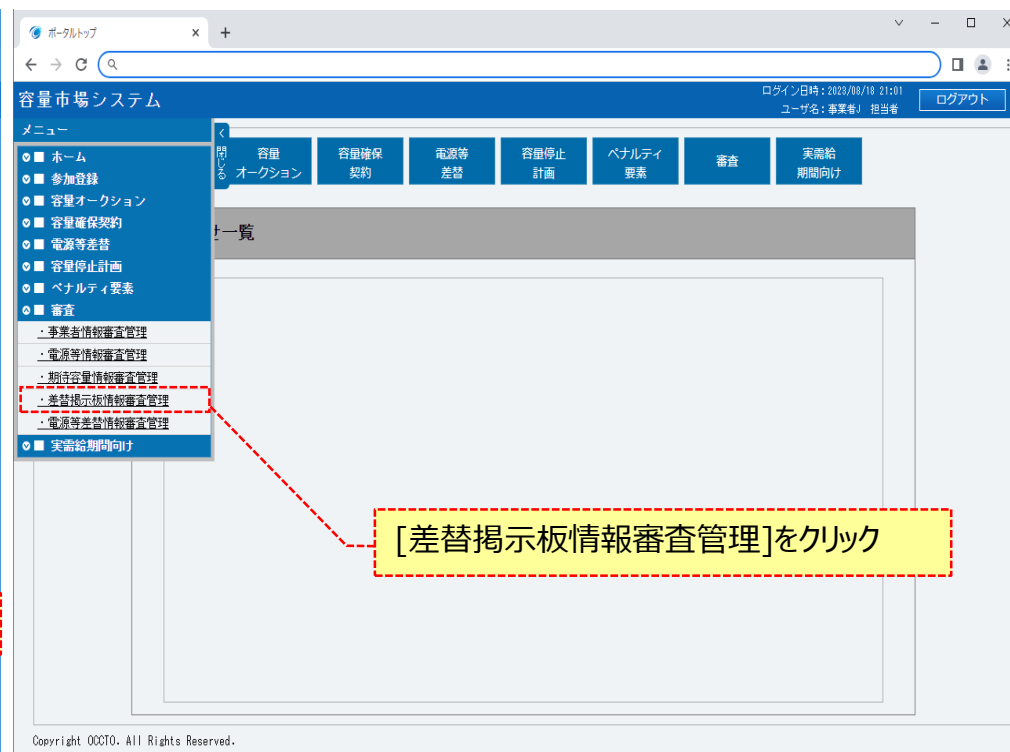 ポータルトップ
容量市場システム
ログイン日時：2023/08/18 21:01
ユーザ名：事業者J 担当者
ログアウト
メニュー
閉じる
容量
オークション
容量確保
契約
電源等
差替
容量停止
計画
ペナルティ
要素
審査
実需給
期間向け
ホーム
参加登録
容量オークション
容量確保契約
電源等差替
容量停止計画
ペナルティ要素
審査
・事業者情報審査管理
・電源等情報審査管理
・期待容量情報審査管理
・差替掲示板情報審査管理
・電源等差替情報審査管理
実需給期間向け
せ一覧
[差替掲示板情報審査管理]をクリック
Copyright OCCTO. All Rights Reserved.